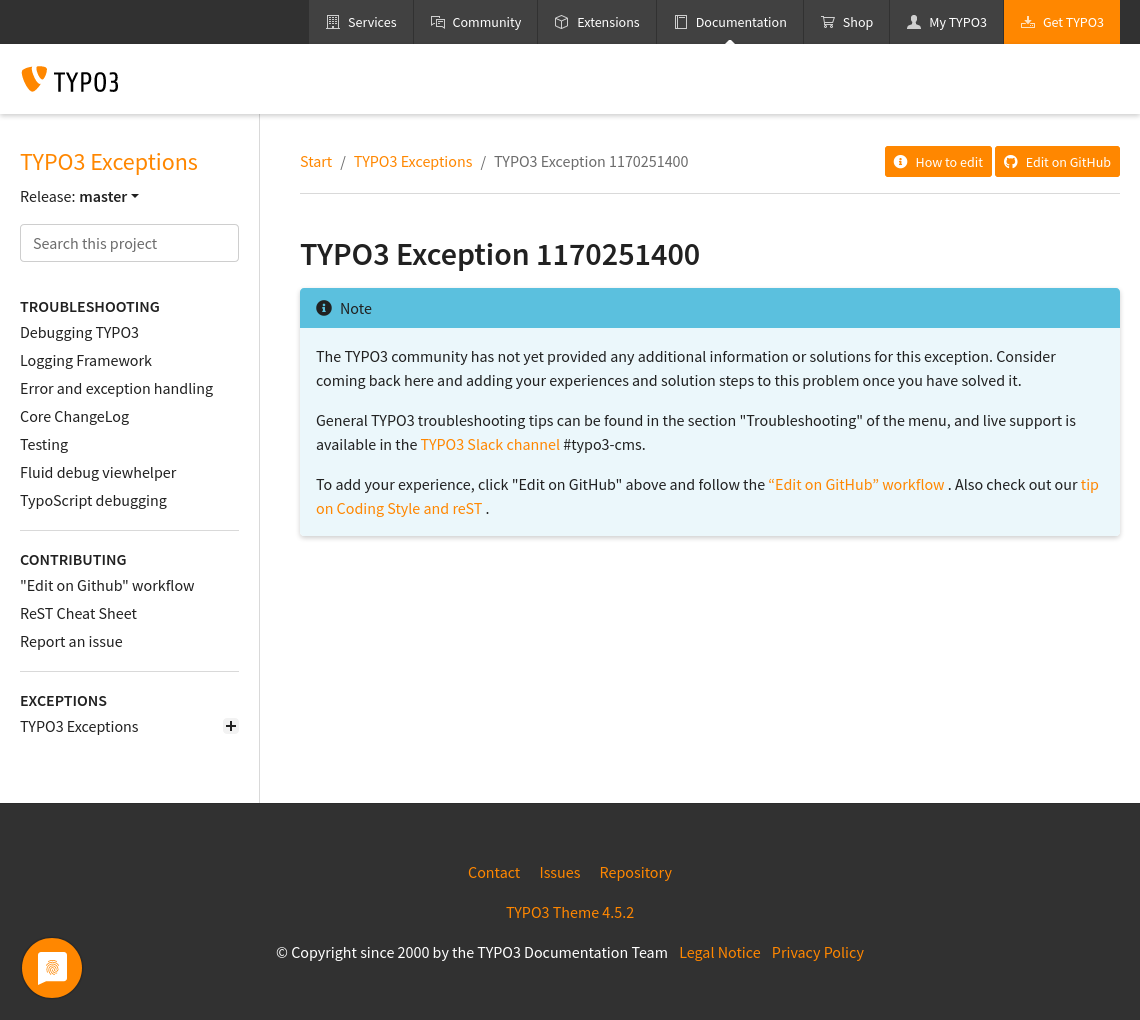 Services
Community
Extensions
Documentation
Shop
My TYPO3
Get TYPO3
TYPO3
TYPO3 Exceptions
Release: master
Search this project
TROUBLESHOOTING
Debugging TYPO3
Logging Framework
Error and exception handling
Core ChangeLog
Testing
Fluid debug viewhelper
TypoScript debugging
CONTRIBUTING
"Edit on Github" workflow
ReST Cheat Sheet
Report an issue
EXCEPTIONS
TYPO3 Exceptions
Start / TYPO3 Exceptions / TYPO3 Exception 1170251400
How to edit
Edit on GitHub
TYPO3 Exception 1170251400
Note
The TYPO3 community has not yet provided any additional information or solutions for this exception. Consider
coming back here and adding your experiences and solution steps to this problem once you have solved it.
General TYPO3 troubleshooting tips can be found in the section "Troubleshooting" of the menu, and live support is
available in the TYPO3 Slack channel #typo3-cms.
To add your experience, click "Edit on GitHub" above and follow the “Edit on GitHub” workflow . Also check out our tip
on Coding Style and reST .
Contact Issues Repository
TYPO3 Theme 4.5.2
© Copyright since 2000 by the TYPO3 Documentation Team Legal Notice Privacy Policy